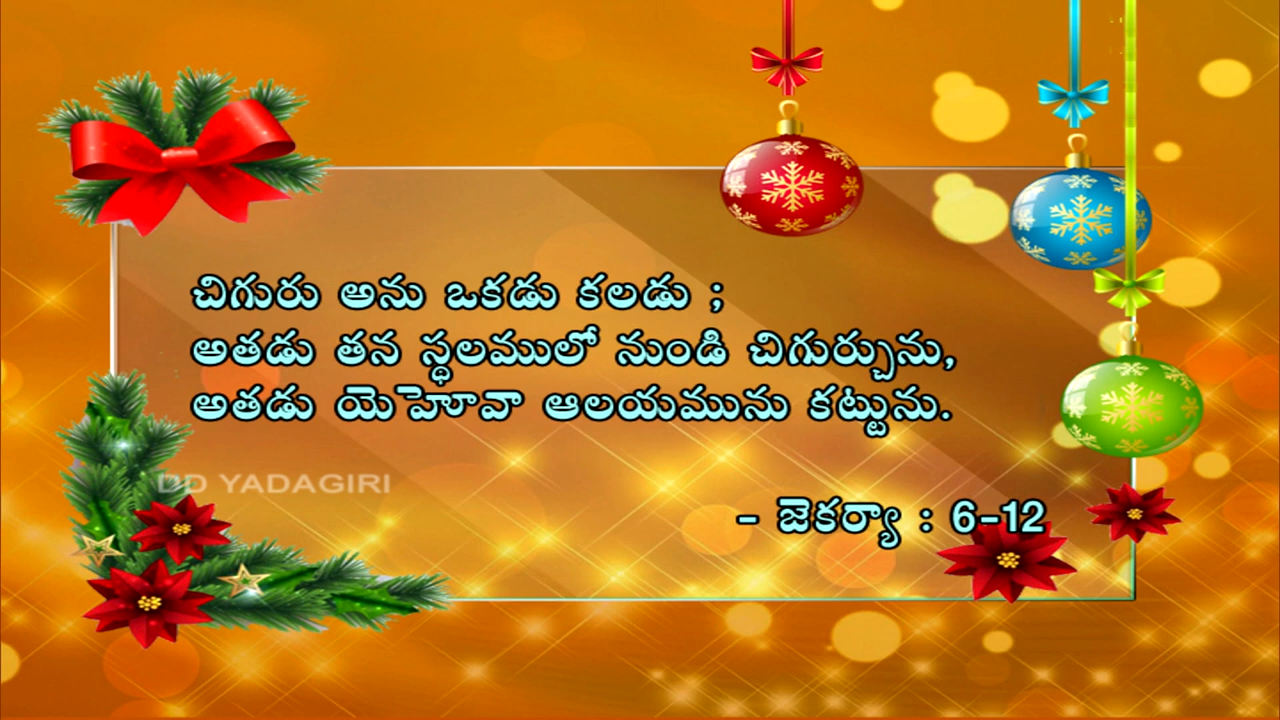 చిగురు అను ఒకడు కలడు ;
అతడు తన స్థలములో నుండి చిగుర్చును,
అతడు యెహెూవా ఆలయమును కట్టును.
DD YADAGIRI
- జెకర్యా : 6-12